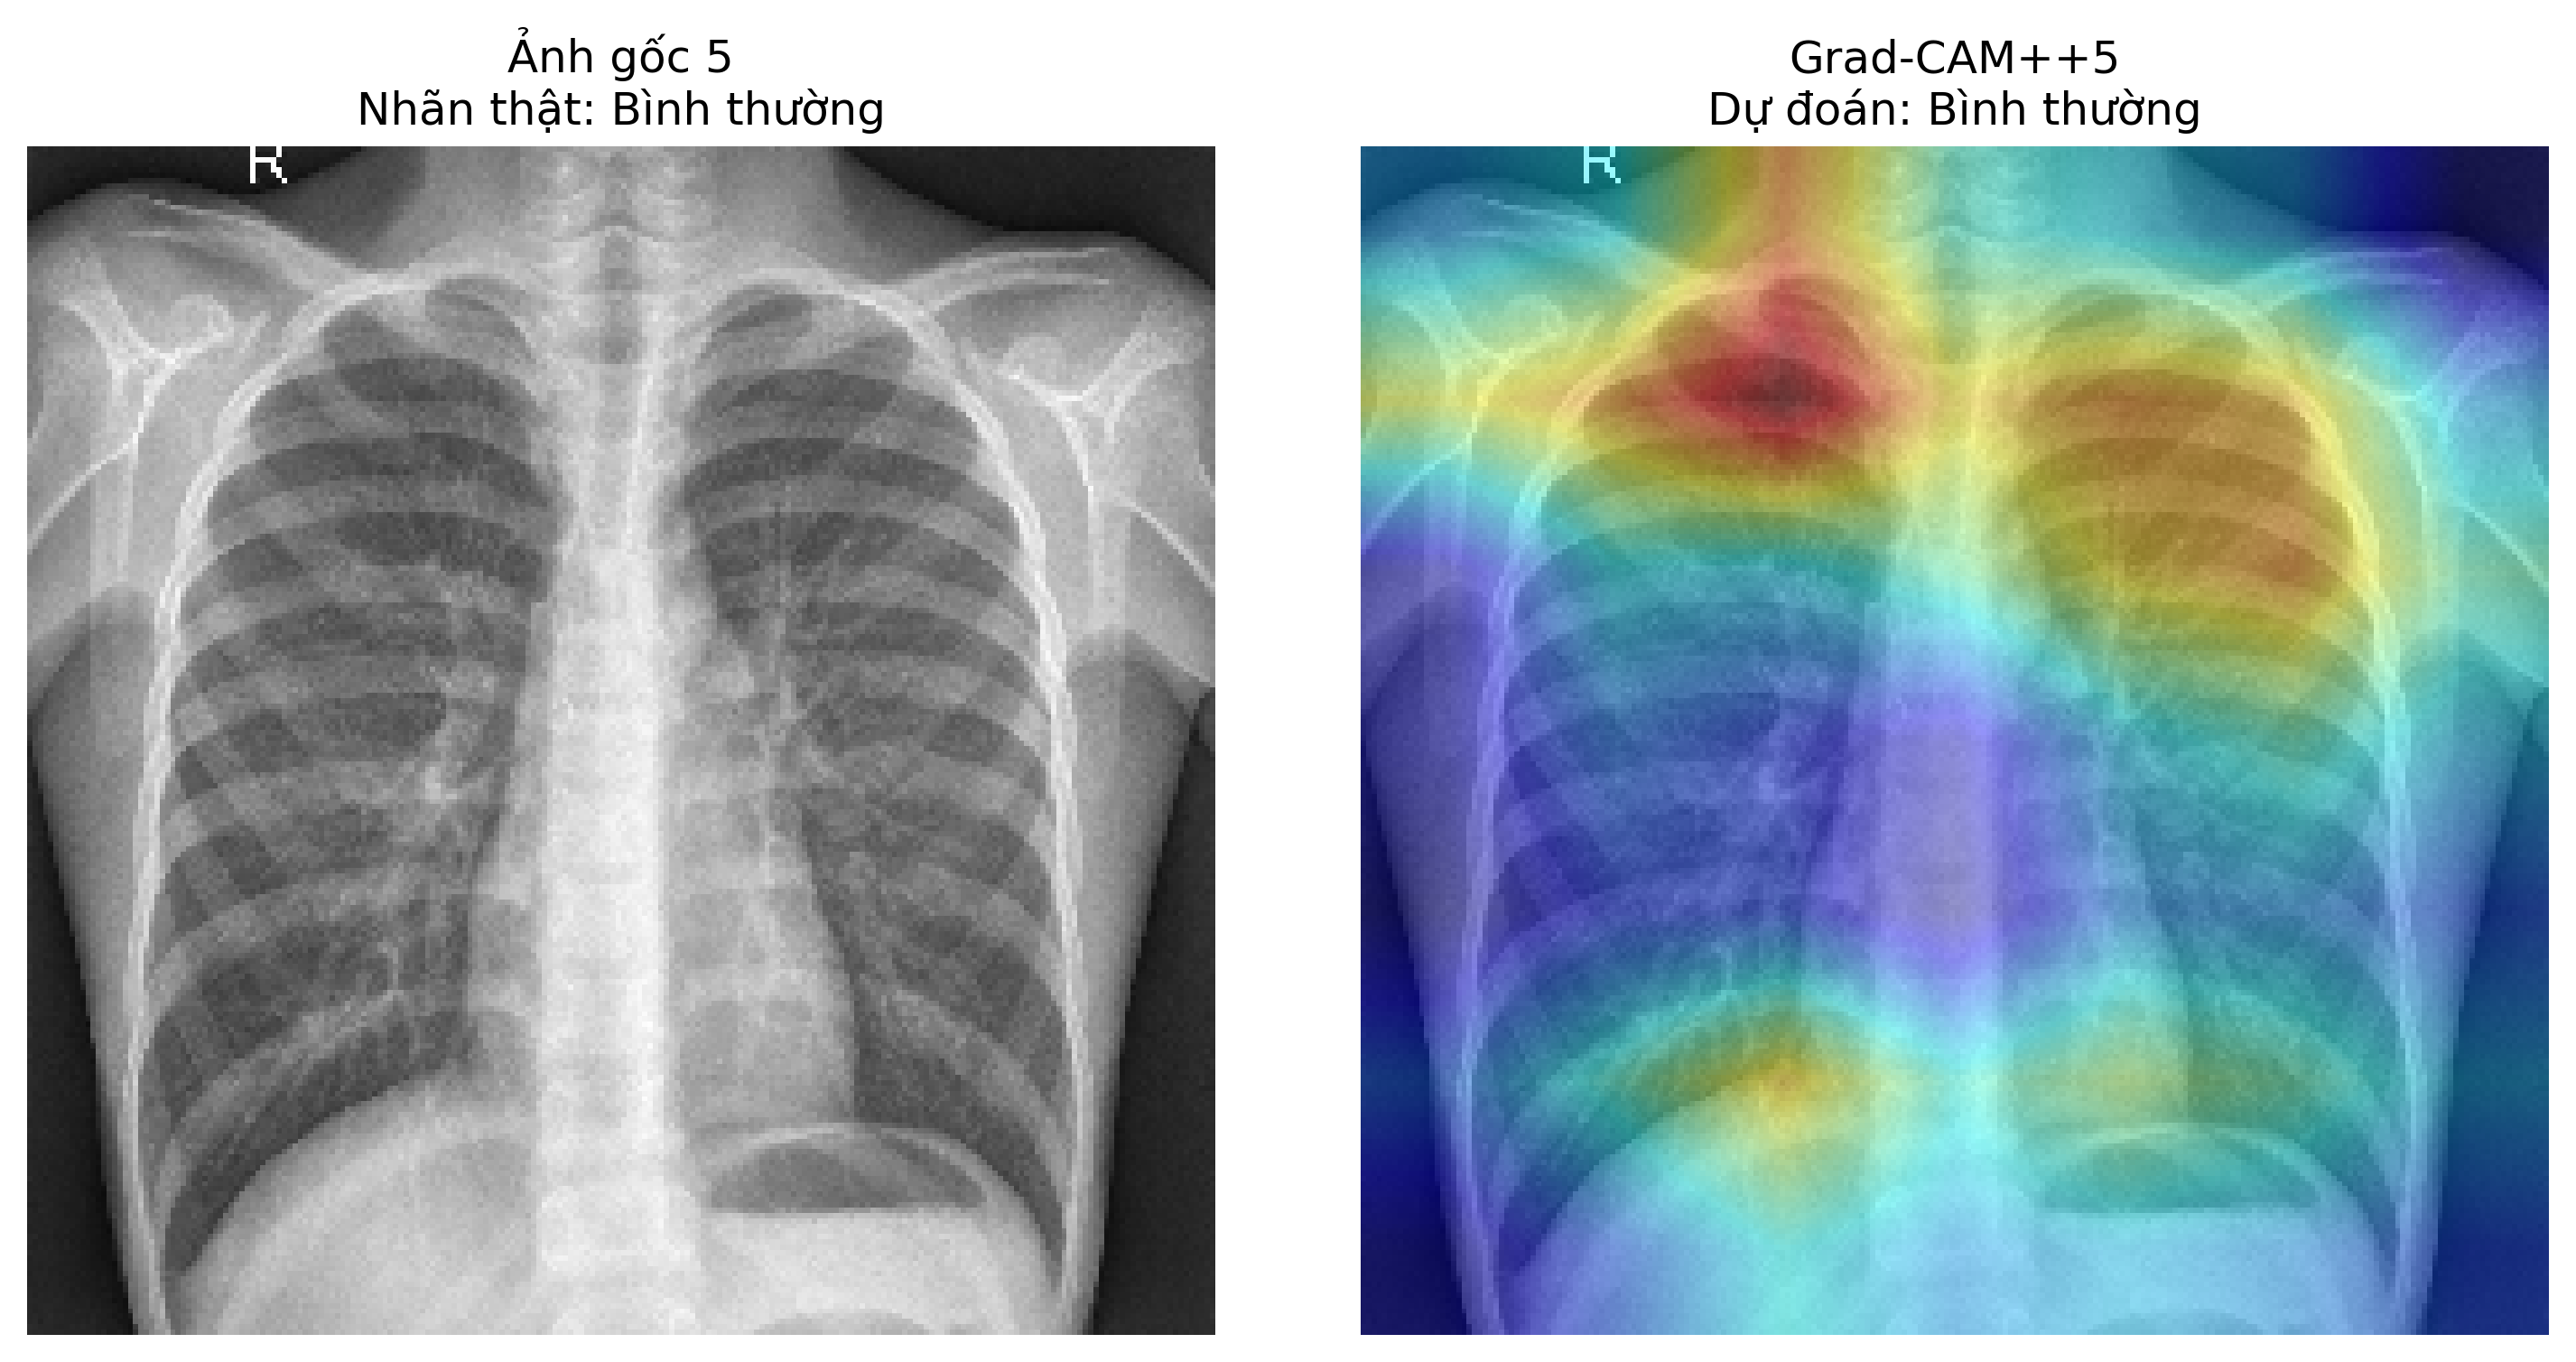 Ảnh gốc 5
Nhãn thật: Bình thường
R
Grad-CAM++5
Dự đoán: Bình thường
R